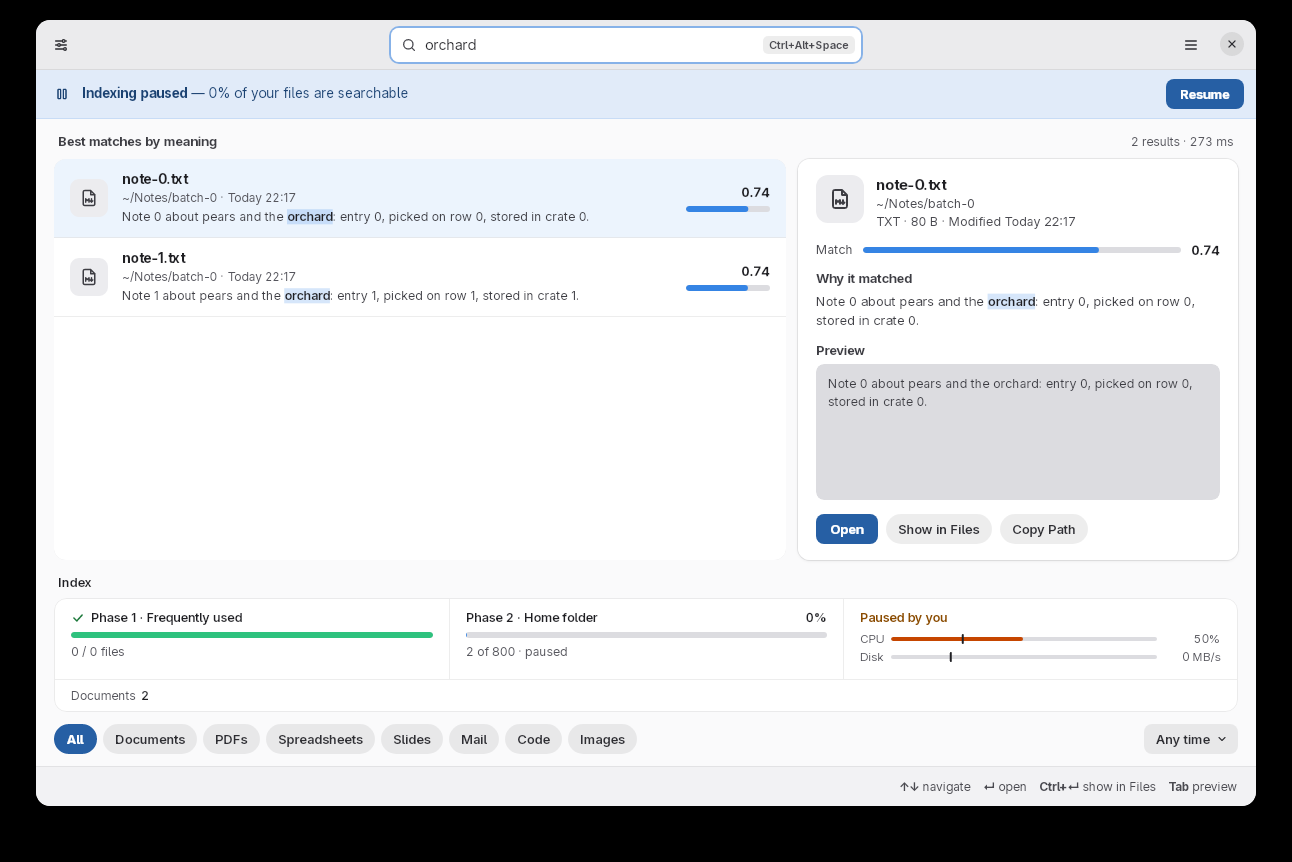 orchard
Ctrl+Alt+Space
Indexing paused — 0% of your files are searchable
Resume
Best matches by meaning
2 results · 273 ms
note-0.txt
~/Notes/batch-0 · Today 22:17
Note 0 about pears and the orchard: entry 0, picked on row 0, stored in crate 0.
0.74
note-1.txt
~/Notes/batch-0 · Today 22:17
Note 1 about pears and the orchard: entry 1, picked on row 1, stored in crate 1.
0.74
note-0.txt
~/Notes/batch-0
TXT · 80 B · Modified Today 22:17
Match 0.74
Why it matched
Note 0 about pears and the orchard: entry 0, picked on row 0,
stored in crate 0.
Preview
Note 0 about pears and the orchard: entry 0, picked on row 0,
stored in crate 0.
Open Show in Files Copy Path
Index
Phase 1 · Frequently used
0 / 0 files
Phase 2 · Home folder 0%
2 of 800 · paused
Paused by you
CPU 50%
Disk 0 MB/s
Documents 2
All Documents PDFs Spreadsheets Slides Mail Code Images Any time
↑↓ navigate ↵ open Ctrl+↵ show in Files Tab preview